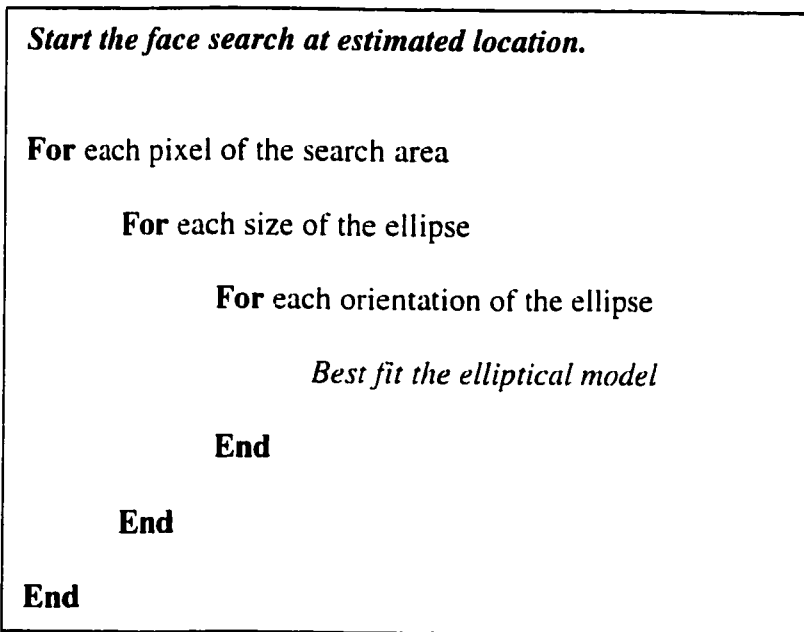 Start the face search at estimated location.
For each pixel of the search area
For each size of the ellipse
For each orientation of the ellipse
Best fit the elliptical model
End
End
End